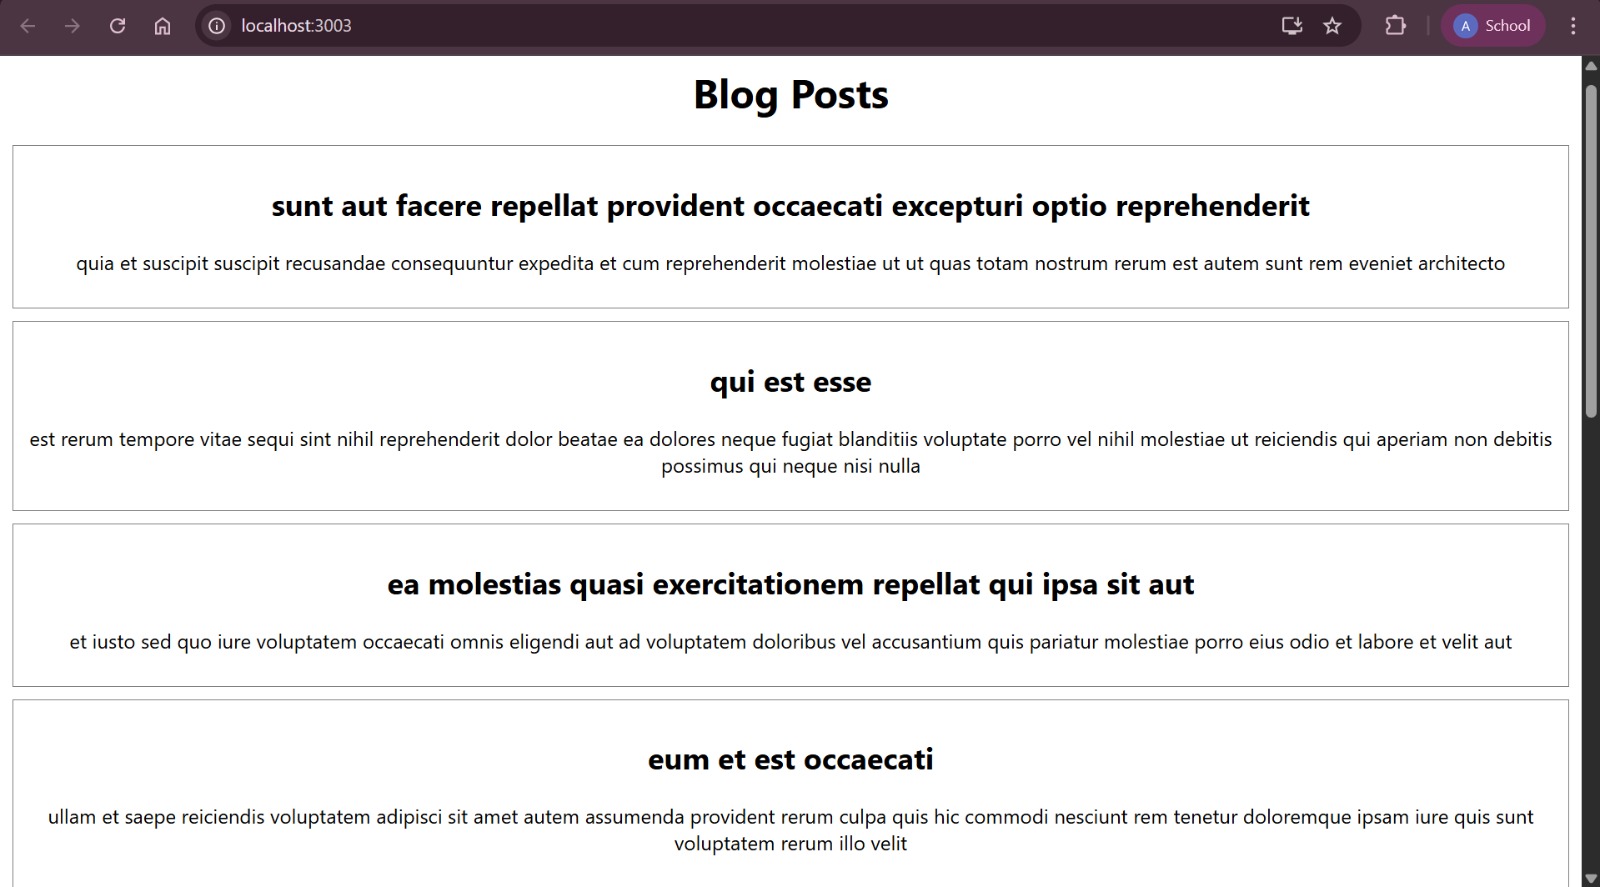 localhost:3003
A School
Blog Posts
sunt aut facere repellat provident occaecati excepturi optio reprehenderit
quia et suscipit suscipit recusandae consequuntur expedita et cum reprehenderit molestiae ut ut quas totam nostrum rerum est autem sunt rem eveniet architecto
qui est esse
est rerum tempore vitae sequi sint nihil reprehenderit dolor beatae ea dolores neque fugiat blanditiis voluptate porro vel nihil molestiae ut reiciendis qui aperiam non debitis
possimus qui neque nisi nulla
ea molestias quasi exercitationem repellat qui ipsa sit aut
et iusto sed quo iure voluptatem occaecati omnis eligendi aut ad voluptatem doloribus vel accusantium quis pariatur molestiae porro eius odio et labore et velit aut
eum et est occaecati
ullam et saepe reiciendis voluptatem adipisci sit amet autem assumenda provident rerum culpa quis hic commodi nesciunt rem tenetur doloremque ipsam iure quis sunt
voluptatem rerum illo velit